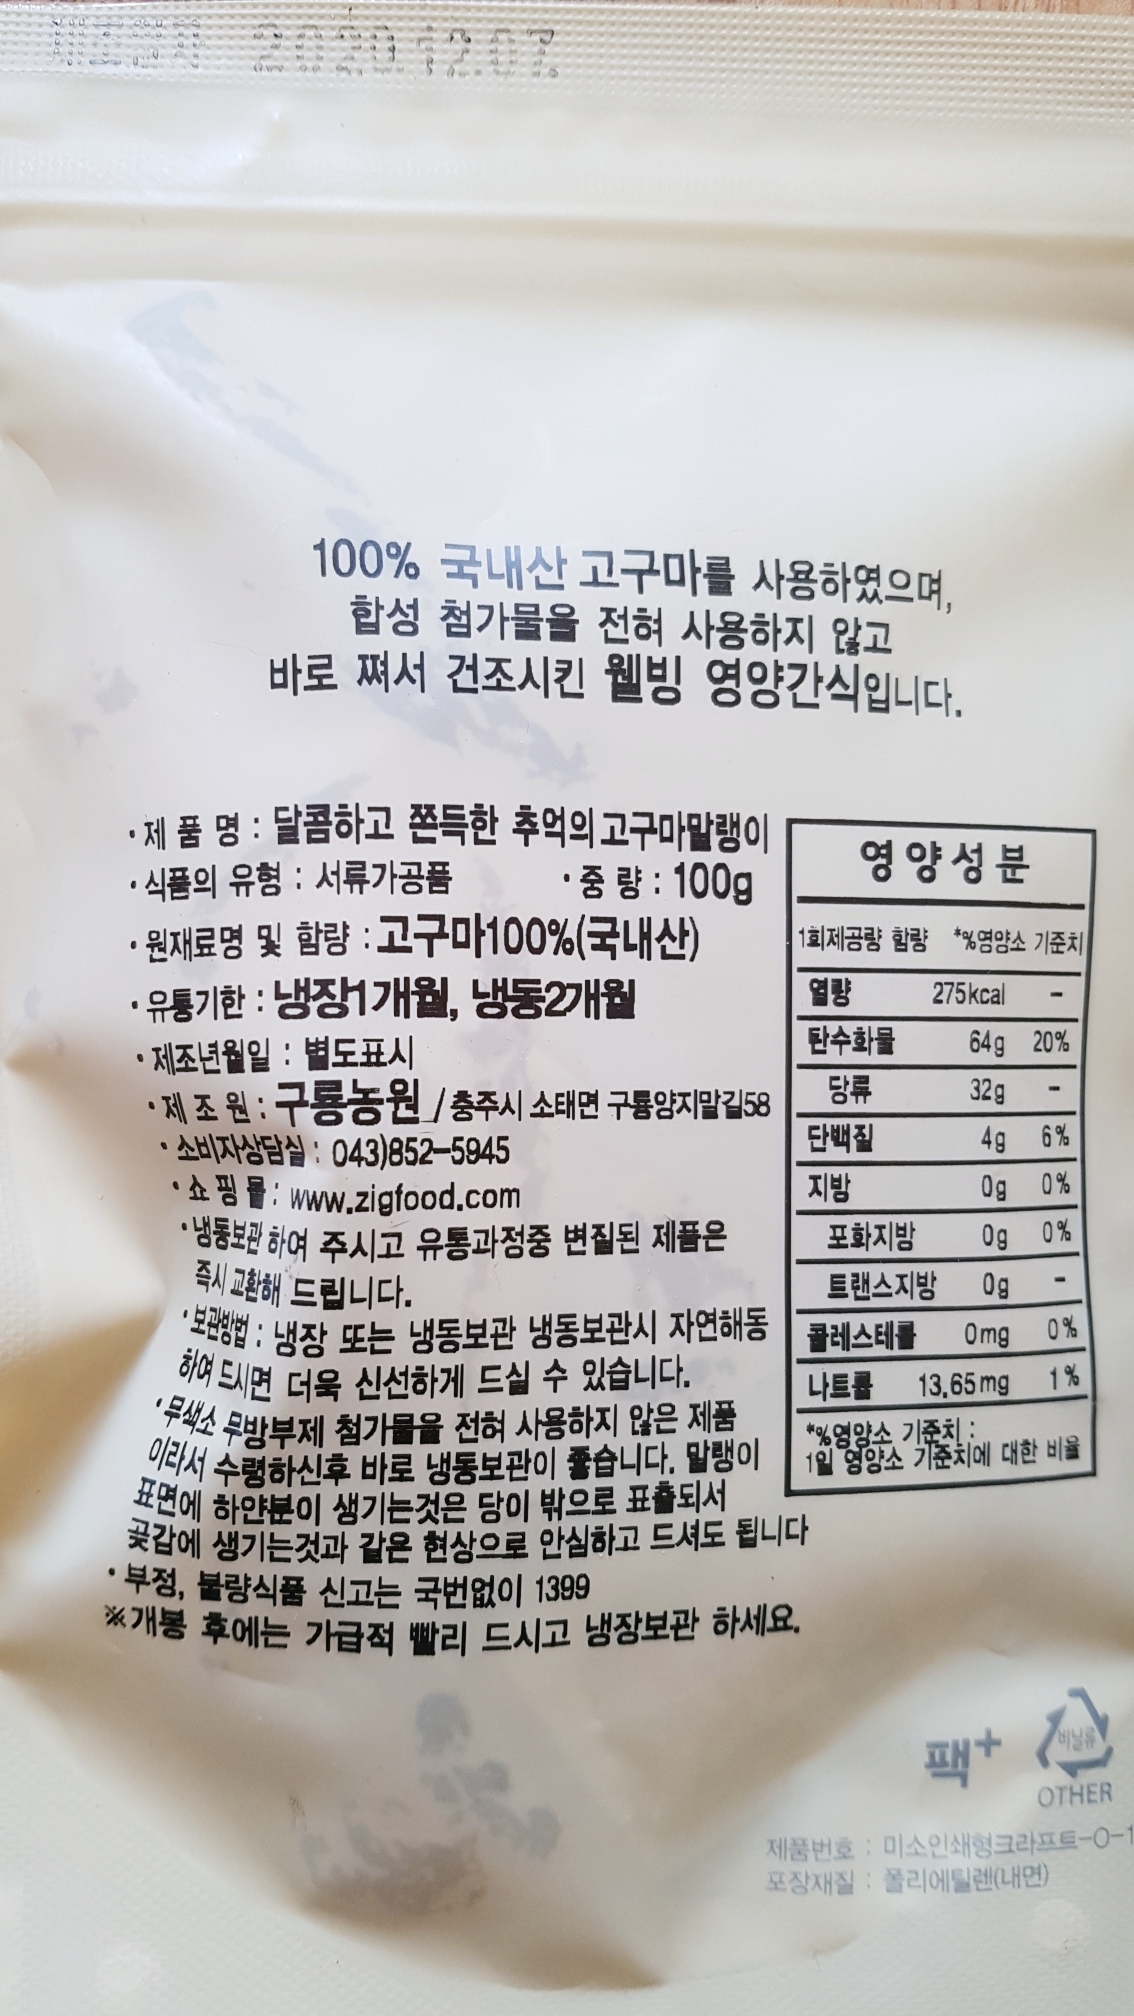 100% 국내산 고구마를 사용하였으며,
합성 첨가물을 전혀 사용하지 않고
바로 쪄서 건조시킨 웰빙 영양간식입니다.
·제 품 명 : 달콤하고 쫀득한 추억의 고구마말랭이
·식품의 유형 : 서류가공품 ·중 량 : 100g
·원재료명 및 함량 : 고구마100%(국내산)
·유통기한 : 냉장1개월, 냉동2개월
·제조년월일 : 별도표시
·제 조 원 : 구룡농원 / 충주시 소태면 구룡양지말길58
·소비자상담실 : 043)852-5945
·쇼 핑 몰 : www.zigfood.com
·냉동보관 하여 주시고 유통과정중 변질된 제품은
즉시 교환해 드립니다.
·보관방법 : 냉장 또는 냉동보관 냉동보관시 자연해동
하여 드시면 더욱 신선하게 드실 수 있습니다.
·무색소 무방부제 첨가물을 전혀 사용하지 않은 제품
이라서 수령하신후 바로 냉동보관이 좋습니다. 말랭이
표면에 하얀분이 생기는것은 당이 밖으로 표출되서
곶감에 생기는것과 같은 현상으로 안심하고 드셔도 됩니다
·부정, 불량식품 신고는 국번없이 1399
※개봉 후에는 가급적 빨리 드시고 냉장보관 하세요.
영양성분
1회제공량 함량 *%영양소 기준치
열량 275kcal -
탄수화물 64g 20%
당류 32g -
단백질 4g 6%
지방 0g 0%
포화지방 0g 0%
트랜스지방 0g -
콜레스테롤 0mg 0%
나트륨 13,65mg 1%
*%영양소 기준치 :
1일 영양소 기준치에 대한 비율
팩+
비닐류
OTHER
제품번호 : 미소인쇄형크라프트-O-1
포장재질 : 폴리에틸렌(내면)